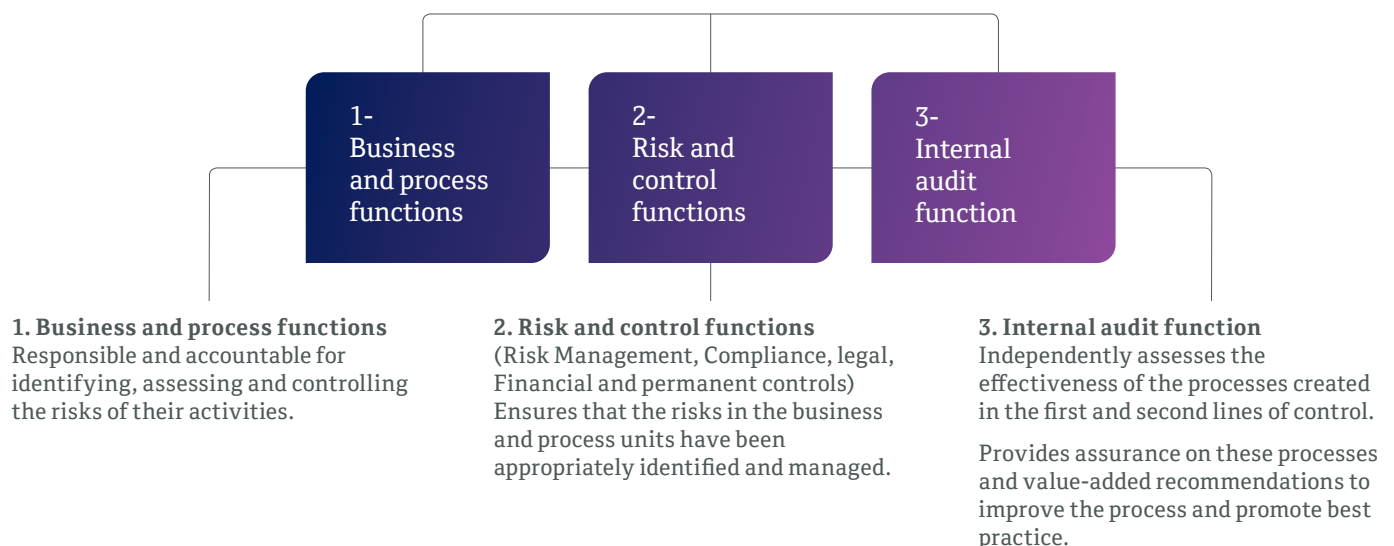 1-
Business
and process
functions
2-
Risk and
control
functions
3-
Internal
audit
function
1. Business and process functions
Responsible and accountable for
identifying, assessing and controlling
the risks of their activities.
2. Risk and control functions
(Risk Management, Compliance, legal,
Financial and permanent controls)
Ensures that the risks in the business
and process units have been
appropriately identified and managed.
3. Internal audit function
Independently assesses the
effectiveness of the processes created
in the first and second lines of control.
Provides assurance on these processes
and value-added recommendations to
improve the process and promote best
practice.